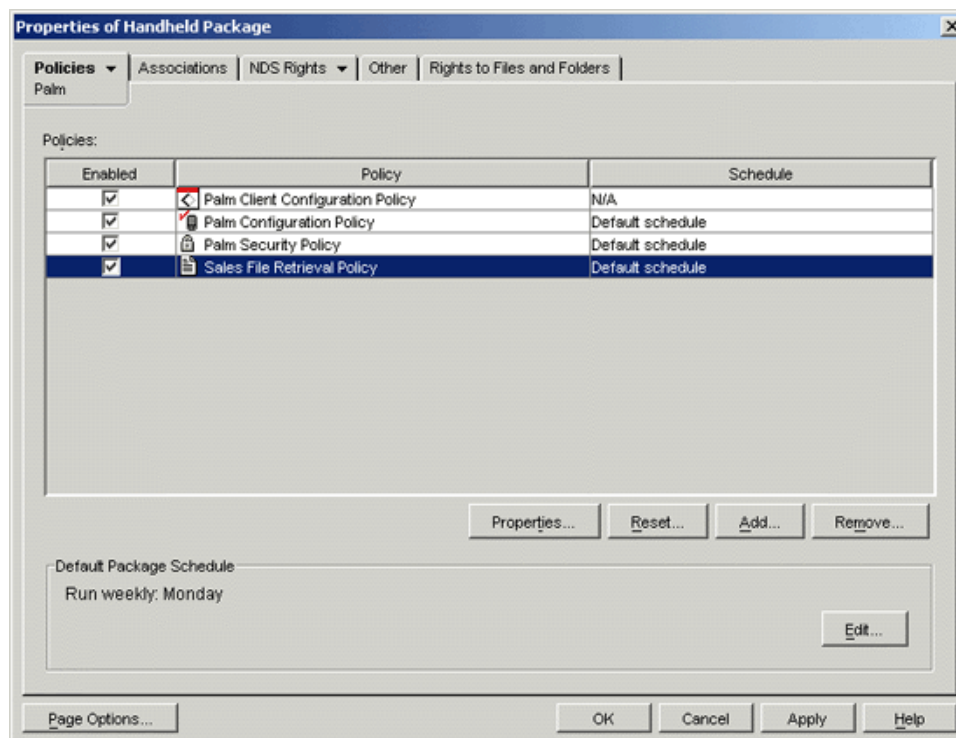 Properties of Handheld Package
Policies Associations NDS Rights Other Rights to Files and Folders
Palm
Policies:
Enabled Policy Schedule
Palm Client Configuration Policy N/A
Palm Configuration Policy Default schedule
Palm Security Policy Default schedule
Sales File Retrieval Policy Default schedule
Properties... Reset... Add... Remove...
Default Package Schedule
Run weekly: Monday
Edit...
Page Options... OK Cancel Apply Help